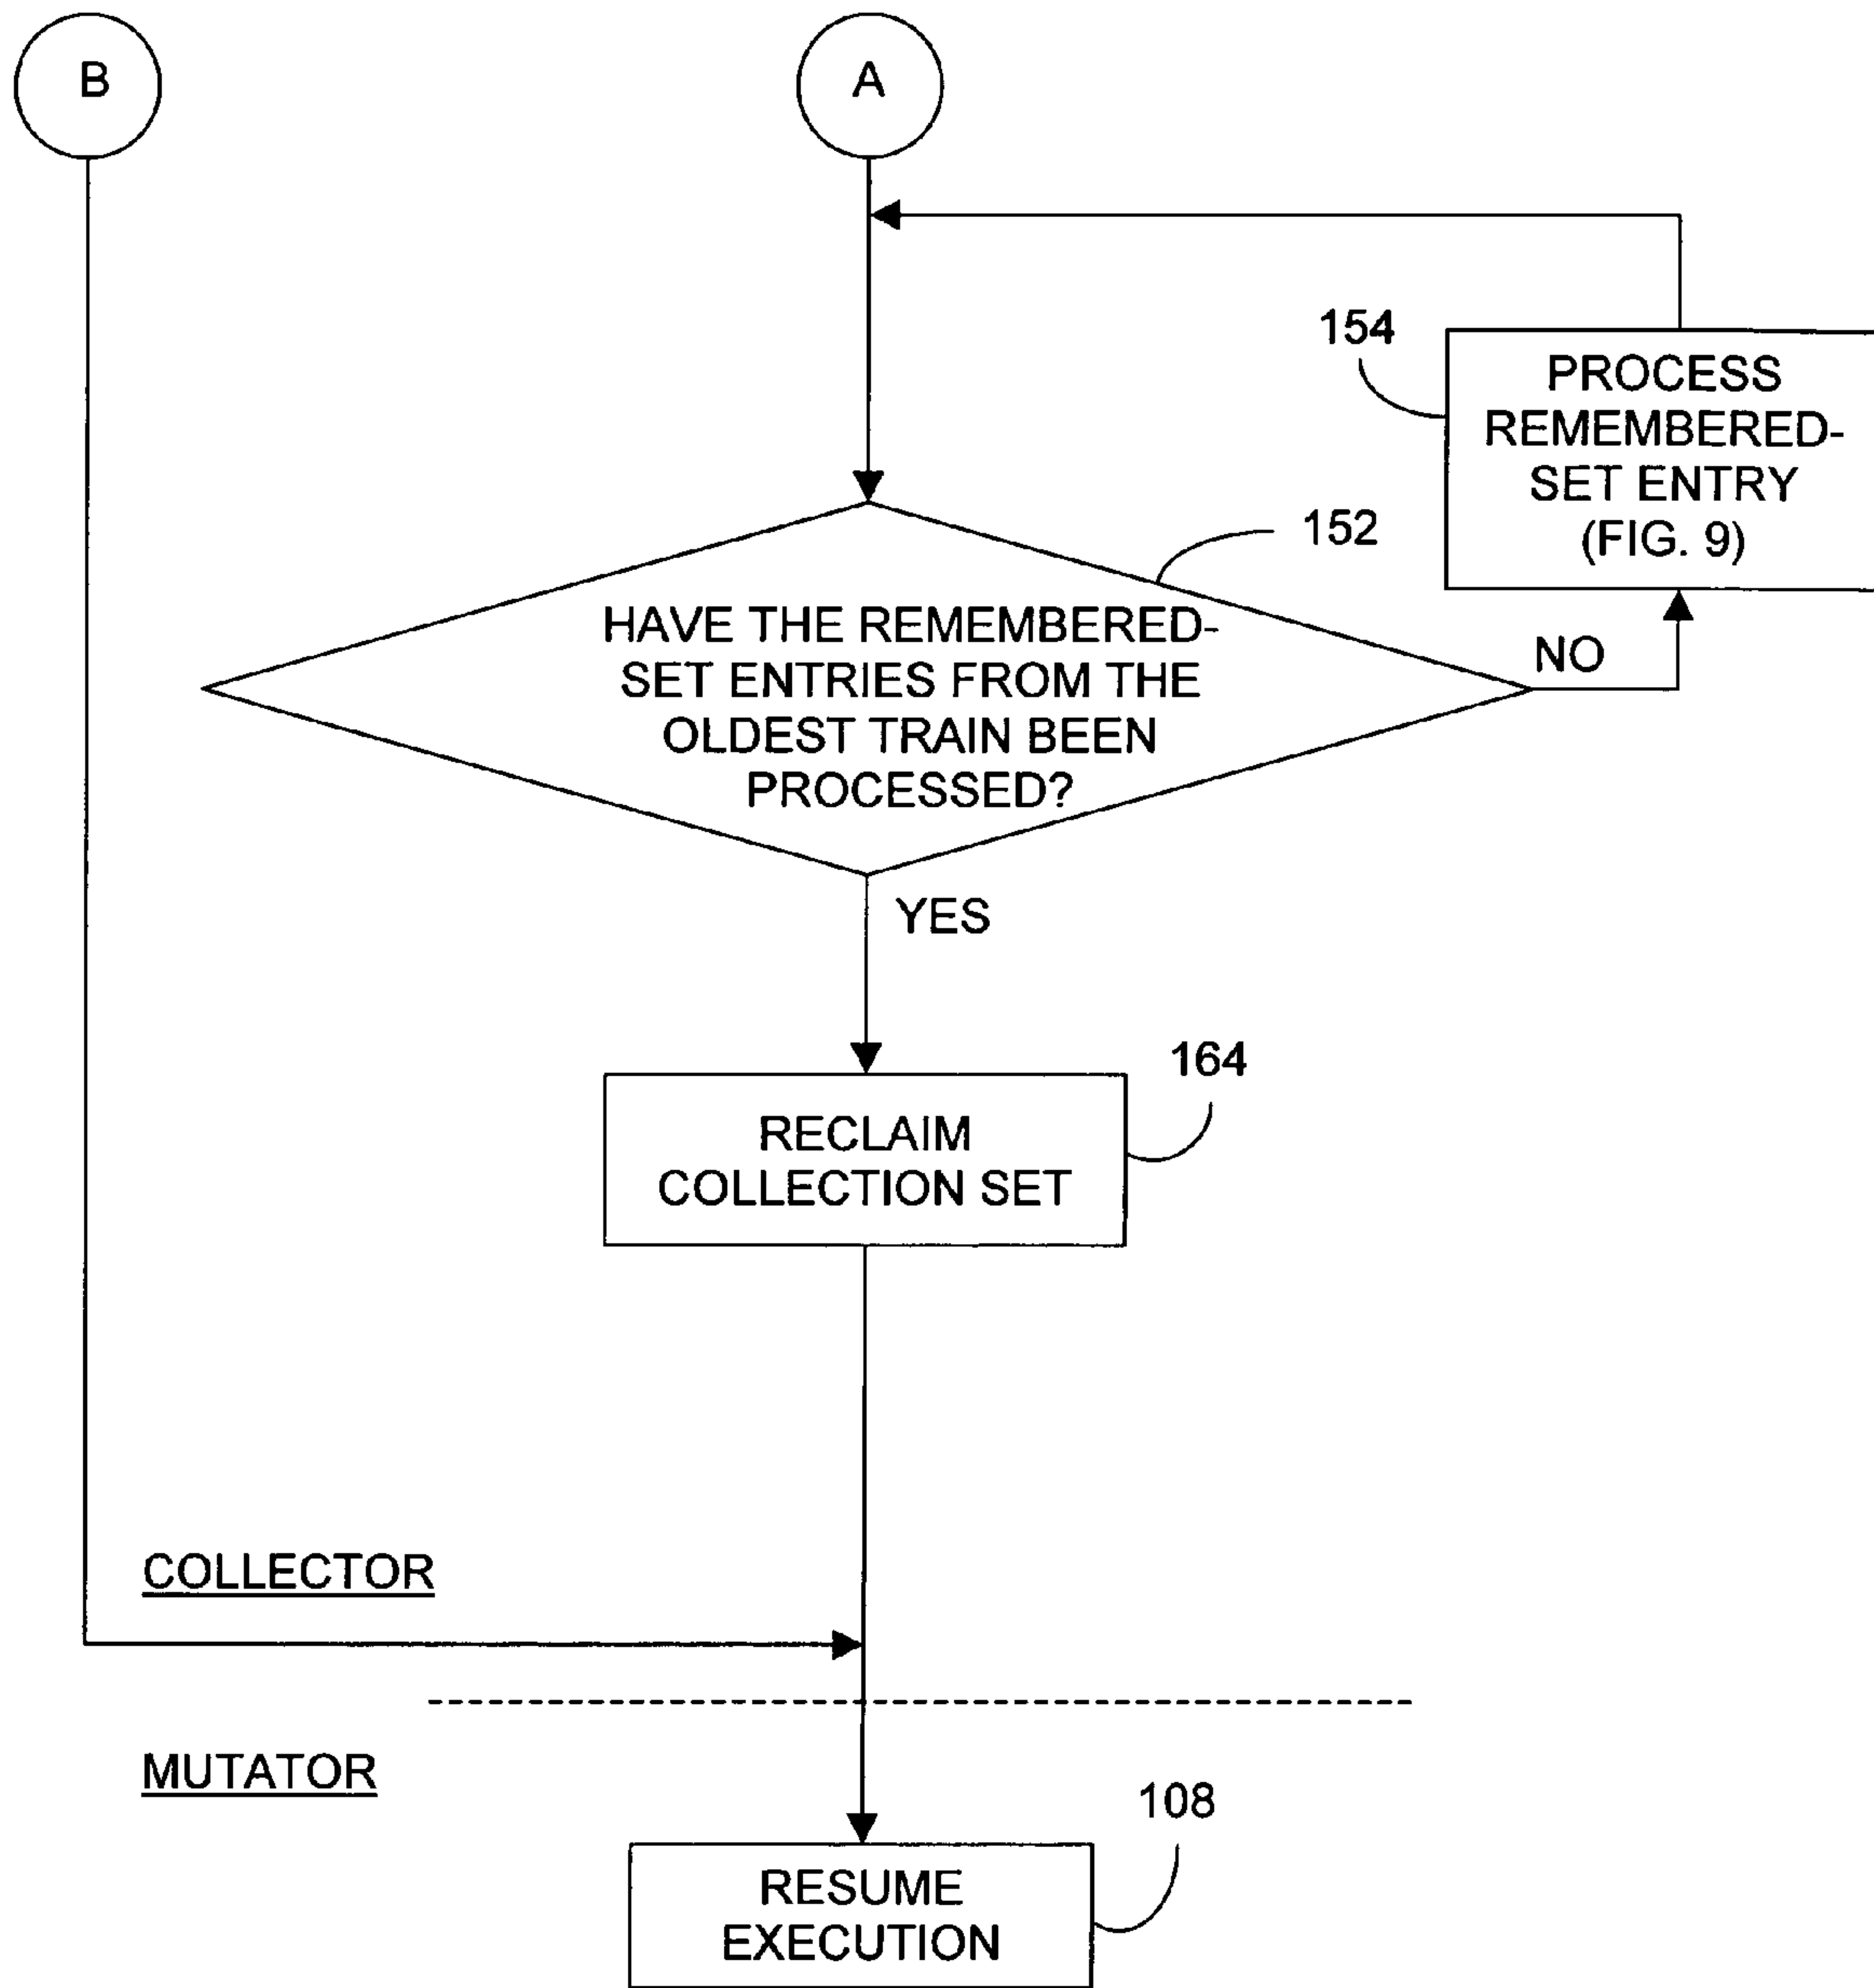 B
A
154
PROCESS
REMEMBERED-
SET ENTRY
(FIG. 9)
152
HAVE THE REMEMBERED-
SET ENTRIES FROM THE
OLDEST TRAIN BEEN
PROCESSED?
NO
YES
164
RECLAIM
COLLECTION SET
COLLECTOR
MUTATOR
108
RESUME
EXECUTION